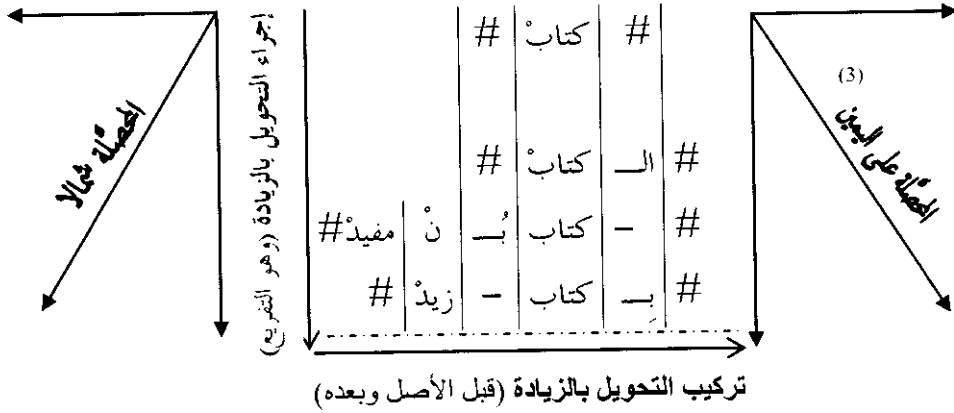 # كتابْ #
# الـ كتابْ #
# – كتاب بُـ نْ مفيدْ#
# بِـ كتاب – زيدْ #
(3)
المحصّلة على اليمين
إجراء التحويل بالزيادة (وهو التفريع)
المحصّلة شمالا
تركيب التحويل بالزيادة (قبل الأصل وبعده)